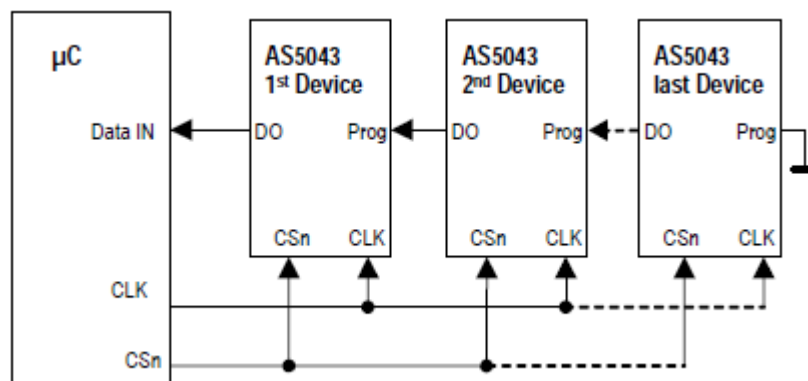 µC
AS5043
1st Device
AS5043
2nd Device
AS5043
last Device
Data IN
DO
Prog
DO
Prog
DO
Prog
CSn
CLK
CSn
CLK
CSn
CLK
CLK
CSn